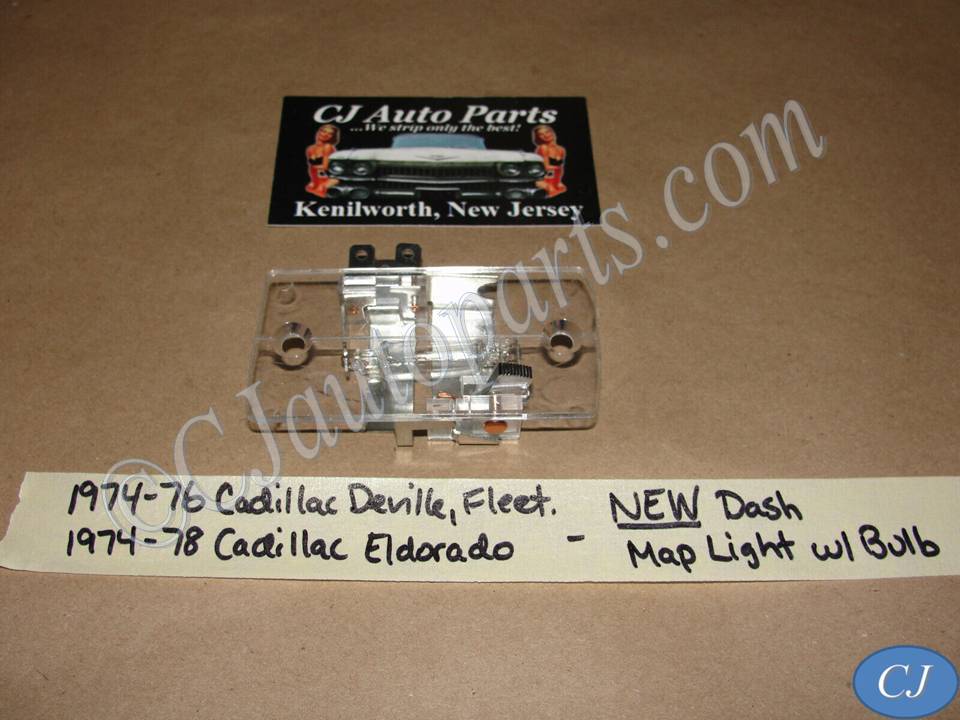 CJ Auto Parts
...We strip only the best!
Kenilworth, New Jersey
©CJautoparts.com
1974-76 Cadillac Deville, Fleet. NEW Dash
1974-78 Cadillac Eldorado - Map Light w/ Bulb
CJ